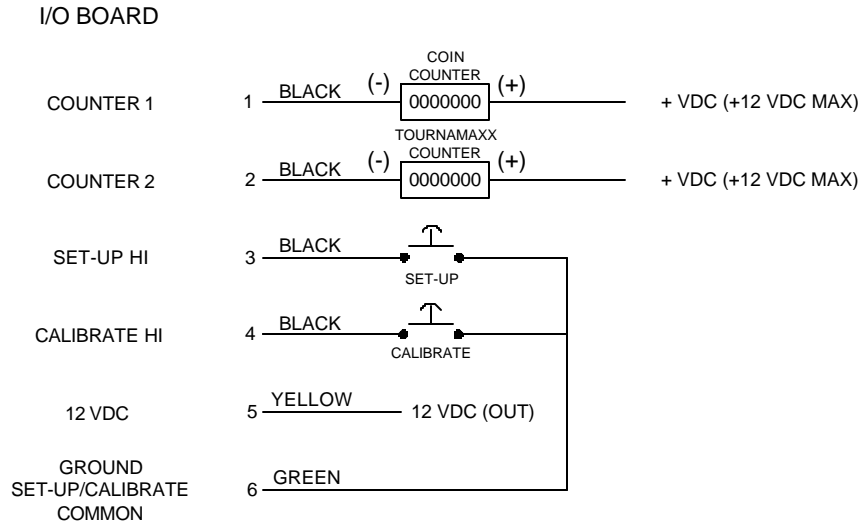 I/O BOARD
COIN
COUNTER
COUNTER 1 1 BLACK (-) 0000000 (+) + VDC (+12 VDC MAX)
TOURNAMAXX
COUNTER
COUNTER 2 2 BLACK (-) 0000000 (+) + VDC (+12 VDC MAX)
SET-UP HI 3 BLACK
SET-UP
CALIBRATE HI 4 BLACK
CALIBRATE
12 VDC 5 YELLOW 12 VDC (OUT)
GROUND
SET-UP/CALIBRATE 6 GREEN
COMMON